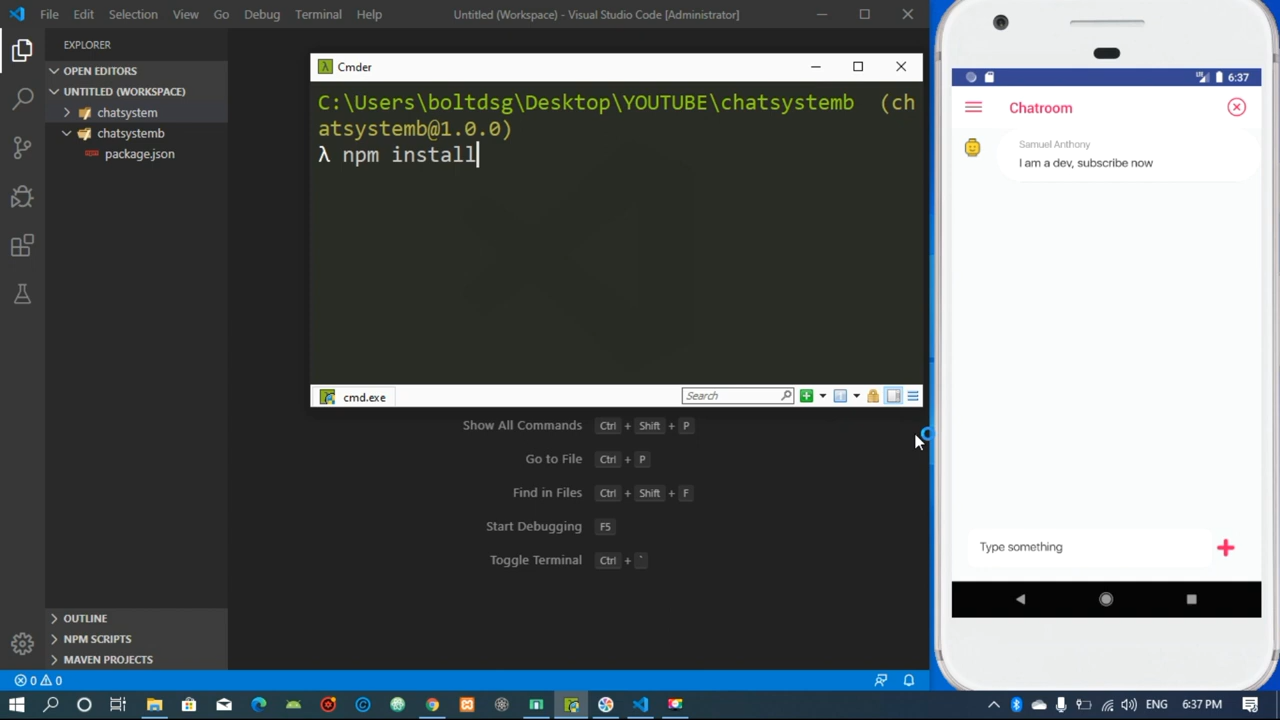 File Edit Selection View Go Debug Terminal Help
Untitled (Workspace) - Visual Studio Code [Administrator]
EXPLORER
OPEN EDITORS
UNTITLED (WORKSPACE)
chatsystem
chatsystemb
package.json
OUTLINE
NPM SCRIPTS
MAVEN PROJECTS
Cmder
C:\Users\boltdsg\Desktop\YOUTUBE\chatsystemb (ch
atsystemb@1.0.0)
λ npm install
cmd.exe
Search
Show All Commands Ctrl + Shift + P
Go to File Ctrl + P
Find in Files Ctrl + Shift + F
Start Debugging F5
Toggle Terminal Ctrl + `
0 0
6:37
Chatroom
Samuel Anthony
I am a dev, subscribe now
Type something
ENG 6:37 PM